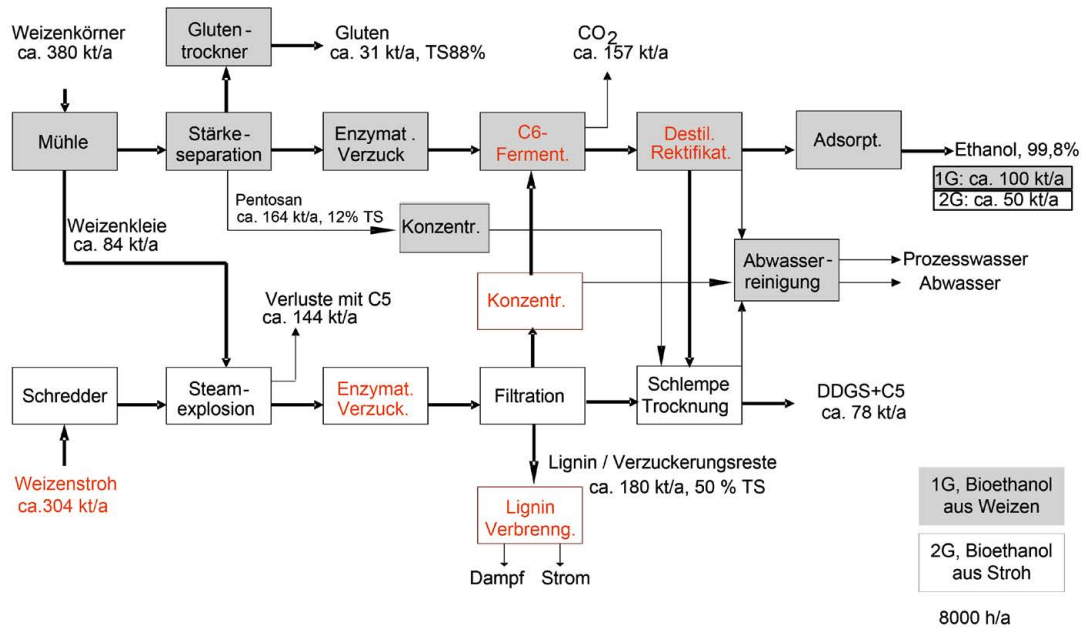 Weizenkörner
ca. 380 kt/a
Gluten-
trockner
Gluten
ca. 31 kt/a, TS88%
CO2
ca. 157 kt/a
Mühle
Stärke-
separation
Enzymat.
Verzuck
C6-
Ferment.
Destil.
Rektifikat.
Adsorpt.
Ethanol, 99,8%
1G: ca. 100 kt/a
2G: ca. 50 kt/a
Pentosan
ca. 164 kt/a, 12% TS
Konzentr.
Weizenkleie
ca. 84 kt/a
Abwasser-
reinigung
Prozesswasser
Abwasser
Konzentr.
Verluste mit C5
ca. 144 kt/a
Schredder
Steam-
explosion
Enzymat.
Verzuck.
Filtration
Schlempe
Trocknung
DDGS+C5
ca. 78 kt/a
Weizenstroh
ca.304 kt/a
Lignin / Verzuckerungsreste
ca. 180 kt/a, 50 % TS
Lignin
Verbrenng.
Dampf
Strom
1G, Bioethanol
aus Weizen
2G, Bioethanol
aus Stroh
8000 h/a